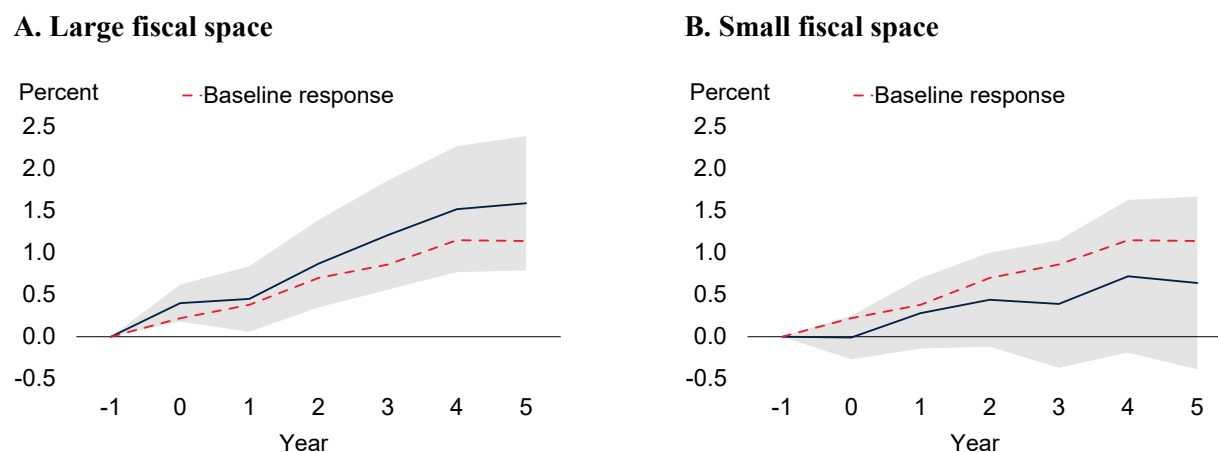 A. Large fiscal space
Percent
Baseline response
2.5
2.0
1.5
1.0
0.5
0.0
-0.5
-1 0 1 2 3 4 5
Year
B. Small fiscal space
Percent
Baseline response
2.5
2.0
1.5
1.0
0.5
0.0
-0.5
-1 0 1 2 3 4 5
Year